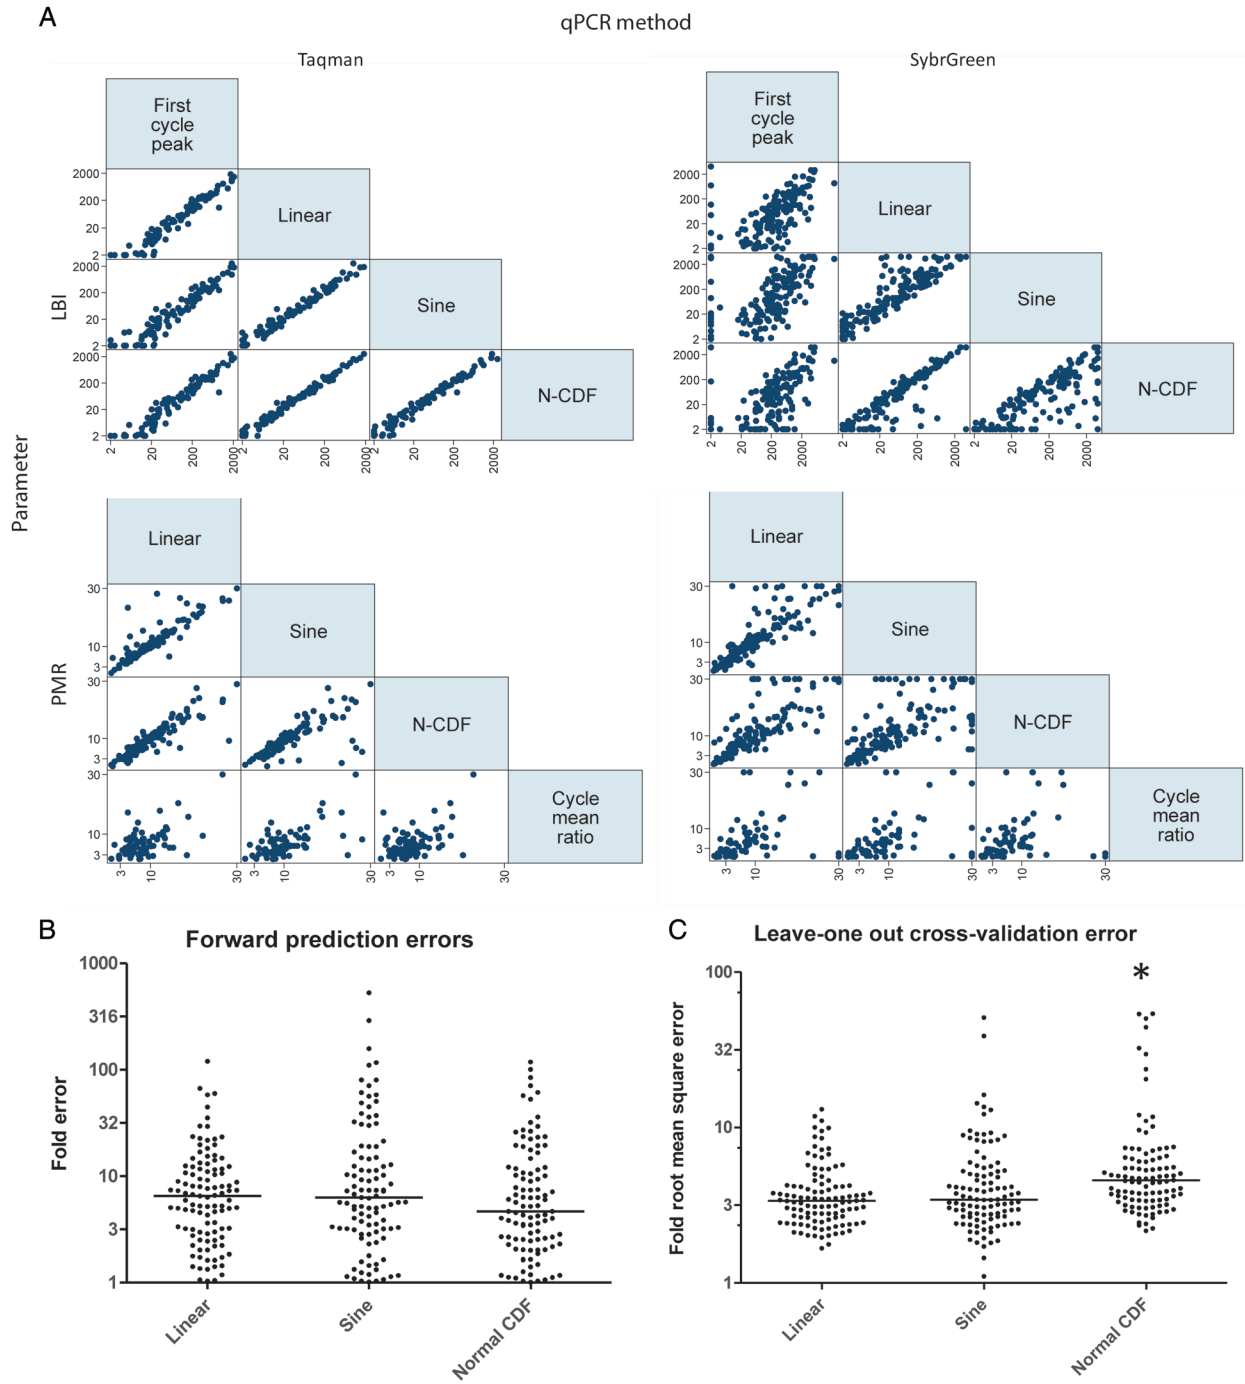 A
qPCR method
Taqman
SybrGreen
First
cycle
peak
2000
200
20
2
Linear
2000
200
20
2
Sine
2000
200
20
2
N-CDF
2
20
200
2000
2
20
200
2000
2
20
200
2000
First
cycle
peak
2000
200
20
2
Linear
2000
200
20
2
Sine
2000
200
20
2
N-CDF
2
20
200
2000
2
20
200
2000
2
20
200
2000
LBI
Parameter
PMR
Linear
30
10
3
Sine
30
10
3
N-CDF
30
10
3
Cycle
mean
ratio
3
10
30
3
10
30
3
10
30
Linear
30
10
3
Sine
30
10
3
N-CDF
30
10
3
Cycle
mean
ratio
3
10
30
3
10
30
3
10
30
B
Forward prediction errors
Fold error
1000
316
100
32
10
3
1
Linear
Sine
Normal CDF
C
Leave-one out cross-validation error
Fold root mean square error
100
32
10
3
1
*
Linear
Sine
Normal CDF